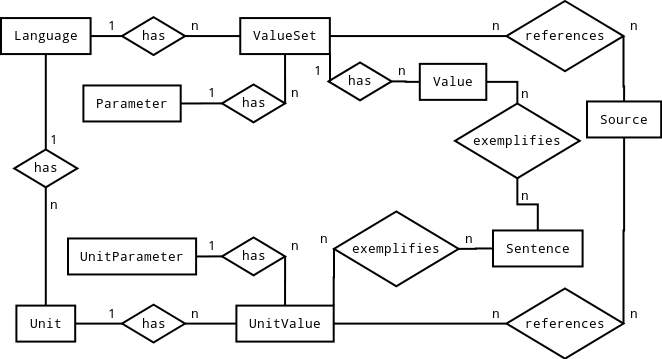 1 n n n
Language has ValueSet references
1 n
has Value
Parameter 1 has n n
Source
exemplifies
1
has
n
n
1 n n n
exemplifies Sentence
UnitParameter has
1 n n n
Unit has UnitValue references